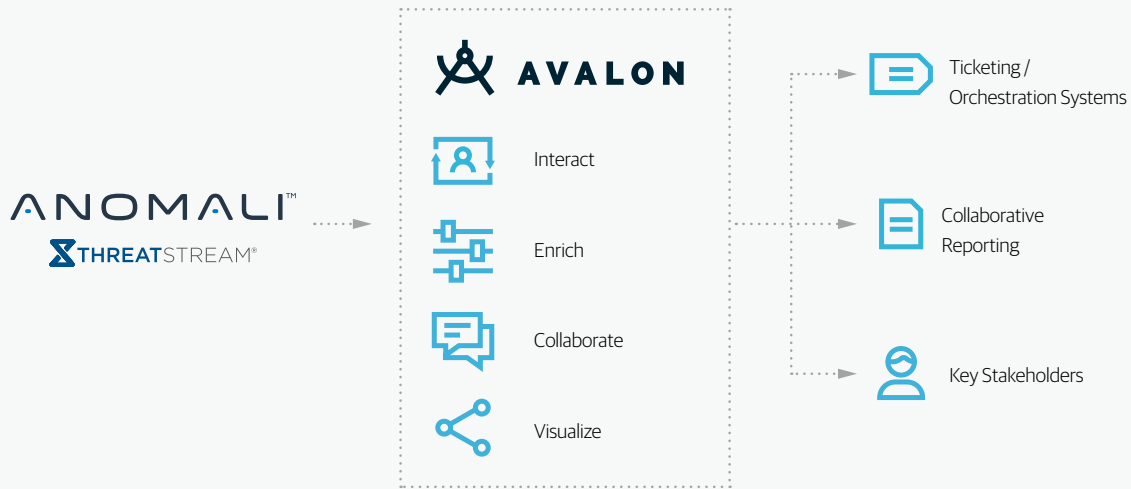 AVALON
Interact
ANOMALI™
THREATSTREAM®
Enrich
Collaborate
Visualize
Ticketing /
Orchestration Systems
Collaborative
Reporting
Key Stakeholders